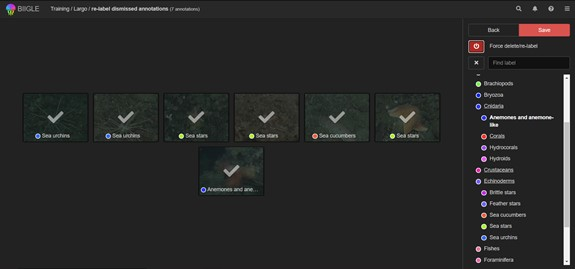 BIIGLE
Training / Largo / re-label dismissed annotations (7 annotations)
Back
Save
Force delete/re-label
Find label
Brachiopods
Bryozoa
Cnidaria
Anemones and anemone-
like
Corals
Hydrocorals
Hydroids
Crustaceans
Echinoderms
Brittle stars
Feather stars
Sea cucumbers
Sea stars
Sea urchins
Fishes
Foraminifera
Sea urchins
Sea urchins
Sea stars
Sea stars
Sea cucumbers
Sea stars
Anemones and ane...